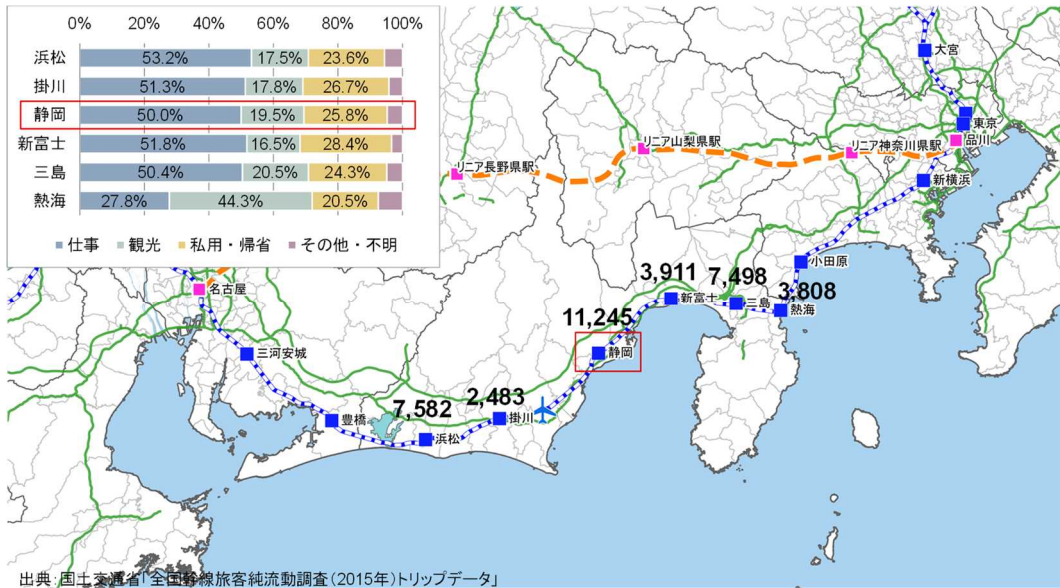 0% 20% 40% 60% 80% 100%
浜松 53.2% 17.5% 23.6%
掛川 51.3% 17.8% 26.7%
静岡 50.0% 19.5% 25.8%
新富士 51.8% 16.5% 28.4%
三島 50.4% 20.5% 24.3%
熱海 27.8% 44.3% 20.5%
仕事 観光 私用・帰省 その他・不明
大宮
東京
品川
リニア神奈川県駅
リニア山梨県駅
リニア長野県駅
新横浜
小田原
3,808
熱海
7,498
三島
3,911
新富士
11,245
静岡
2,483
掛川
7,582
浜松
豊橋
三河安城
名古屋
出典:国土交通省「全国幹線旅客純流動調査(2015年)トリップデータ」